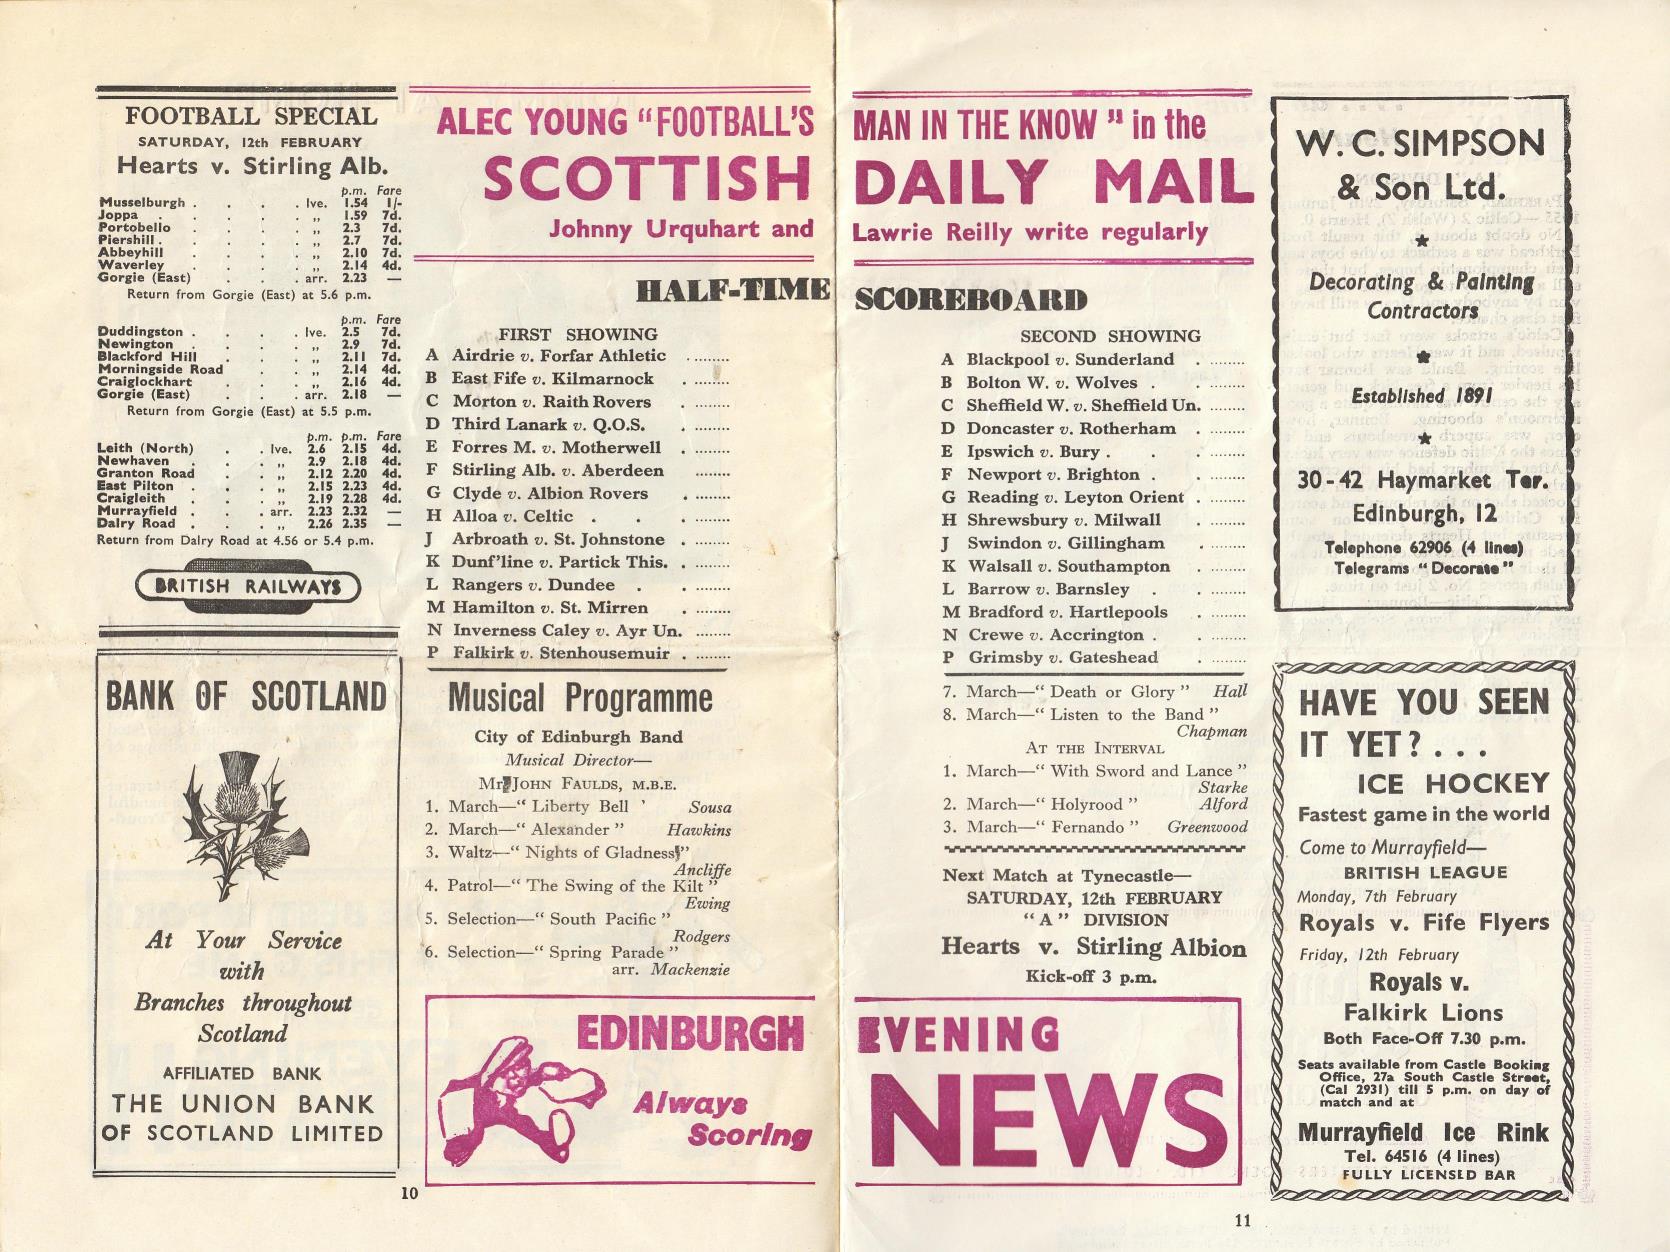 FOOTBALL SPECIAL
SATURDAY, 12th FEBRUARY
Hearts v. Stirling Alb.
p.m. Fare
Musselburgh . . . . lve. 1.54 1/-
Joppa . . . . . ,, 1.59 7d.
Portobello . . . . ,, 2.3 7d.
Piershill . . . . . ,, 2.7 7d.
Abbeyhill . . . . ,, 2.10 7d.
Waverley . . . . ,, 2.14 4d.
Gorgie (East) . . . arr. 2.23 —
Return from Gorgie (East) at 5.6 p.m.
p.m. Fare
Duddingston . . . . lve. 2.5 7d.
Newington . . . . ,, 2.9 7d.
Blackford Hill . . . ,, 2.11 7d.
Morningside Road . . ,, 2.14 4d.
Craiglockhart . . . ,, 2.16 4d.
Gorgie (East) . . . arr. 2.18 —
Return from Gorgie (East) at 5.5 p.m.
p.m. p.m. Fare
Leith (North) . . lve. 2.6 2.15 4d.
Newhaven . . . ,, 2.9 2.18 4d.
Granton Road . . ,, 2.12 2.20 4d.
East Pilton . . . ,, 2.15 2.23 4d.
Craigleith . . . ,, 2.19 2.28 4d.
Murrayfield . . . arr. 2.23 2.32 —
Dalry Road . . . ,, 2.26 2.35 —
Return from Dalry Road at 4.56 or 5.4 p.m.
BRITISH RAILWAYS
BANK OF SCOTLAND
At Your Service
with
Branches throughout
Scotland
AFFILIATED BANK
THE UNION BANK
OF SCOTLAND LIMITED
ALEC YOUNG "FOOTBALL'S MAN IN THE KNOW" in the
SCOTTISH DAILY MAIL
Johnny Urquhart and Lawrie Reilly write regularly
HALF-TIME SCOREBOARD
FIRST SHOWING
A Airdrie v. Forfar Athletic . ........
B East Fife v. Kilmarnock . ........
C Morton v. Raith Rovers . ........
D Third Lanark v. Q.O.S. . ........
E Forres M. v. Motherwell . ........
F Stirling Alb. v. Aberdeen ........
G Clyde v. Albion Rovers . ........
H Alloa v. Celtic . . . ........
J Arbroath v. St. Johnstone . ........
K Dunf'line v. Partick This. . ........
L Rangers v. Dundee . . ........
M Hamilton v. St. Mirren . ........
N Inverness Caley v. Ayr Un. ........
P Falkirk v. Stenhousemuir . ........
Musical Programme
City of Edinburgh Band
Musical Director—
Mr JOHN FAULDS, M.B.E.
1. March—"Liberty Bell ' Sousa
2. March—"Alexander" Hawkins
3. Waltz—"Nights of Gladness"
Ancliffe
4. Patrol—"The Swing of the Kilt"
Ewing
5. Selection—"South Pacific"
Rodgers
6. Selection—"Spring Parade"
arr. Mackenzie
EDINBURGH
Always
Scoring
10
SECOND SHOWING
A Blackpool v. Sunderland . ........
B Bolton W. v. Wolves . . ........
C Sheffield W. v. Sheffield Un. ........
D Doncaster v. Rotherham . ........
E Ipswich v. Bury . . . ........
F Newport v. Brighton . . ........
G Reading v. Leyton Orient . ........
H Shrewsbury v. Milwall . ........
J Swindon v. Gillingham . ........
K Walsall v. Southampton . ........
L Barrow v. Barnsley . . ........
M Bradford v. Hartlepools . ........
N Crewe v. Accrington . . ........
P Grimsby v. Gateshead . ........
7. March—"Death or Glory" Hall
8. March—"Listen to the Band"
Chapman
AT THE INTERVAL
1. March—"With Sword and Lance"
Starke
2. March—"Holyrood" Alford
3. March—"Fernando" Greenwood
Next Match at Tynecastle—
SATURDAY, 12th FEBRUARY
"A" DIVISION
Hearts v. Stirling Albion
Kick-off 3 p.m.
EVENING
NEWS
W. C. SIMPSON
& Son Ltd.
Decorating & Painting
Contractors
Established 1891
30-42 Haymarket Ter.
Edinburgh, 12
Telephone 62906 (4 lines)
Telegrams "Decorate"
HAVE YOU SEEN
IT YET? . . .
ICE HOCKEY
Fastest game in the world
Come to Murrayfield—
BRITISH LEAGUE
Monday, 7th February
Royals v. Fife Flyers
Friday, 12th February
Royals v.
Falkirk Lions
Both Face-Off 7.30 p.m.
Seats available from Castle Booking
Office, 27a South Castle Street,
(Cal 2931) till 5 p.m. on day of
match and at
Murrayfield Ice Rink
Tel. 64516 (4 lines)
FULLY LICENSED BAR
11